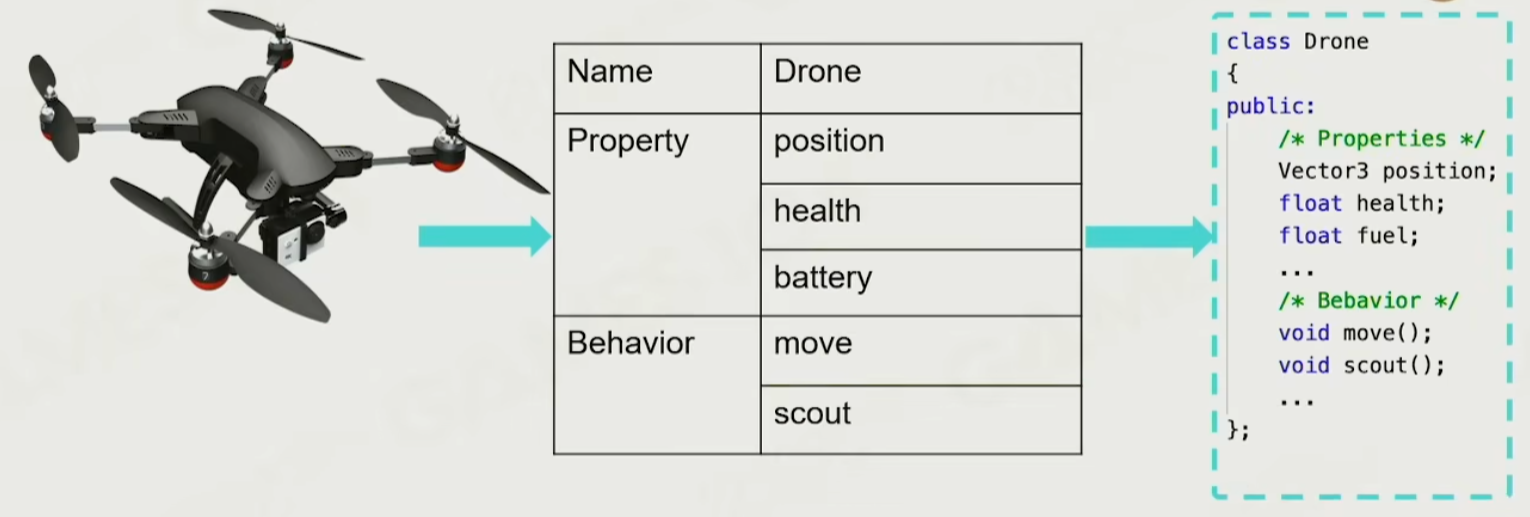 Name Drone
Property position
health
battery
Behavior move
scout
class Drone
{
public:
/* Properties */
Vector3 position;
float health;
float fuel;
...
/* Bebavior */
void move();
void scout();
...
};